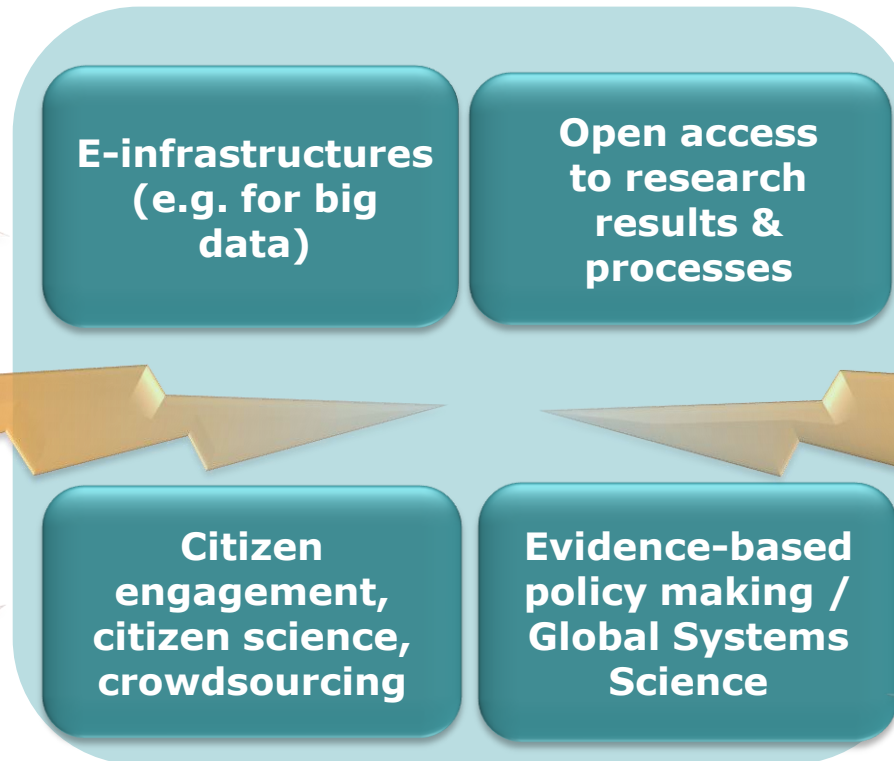 E-infrastructures
(e.g. for big
data)
Open access
to research
results &
processes
Citizen
engagement,
citizen science,
crowdsourcing
Evidence-based
policy making /
Global Systems
Science